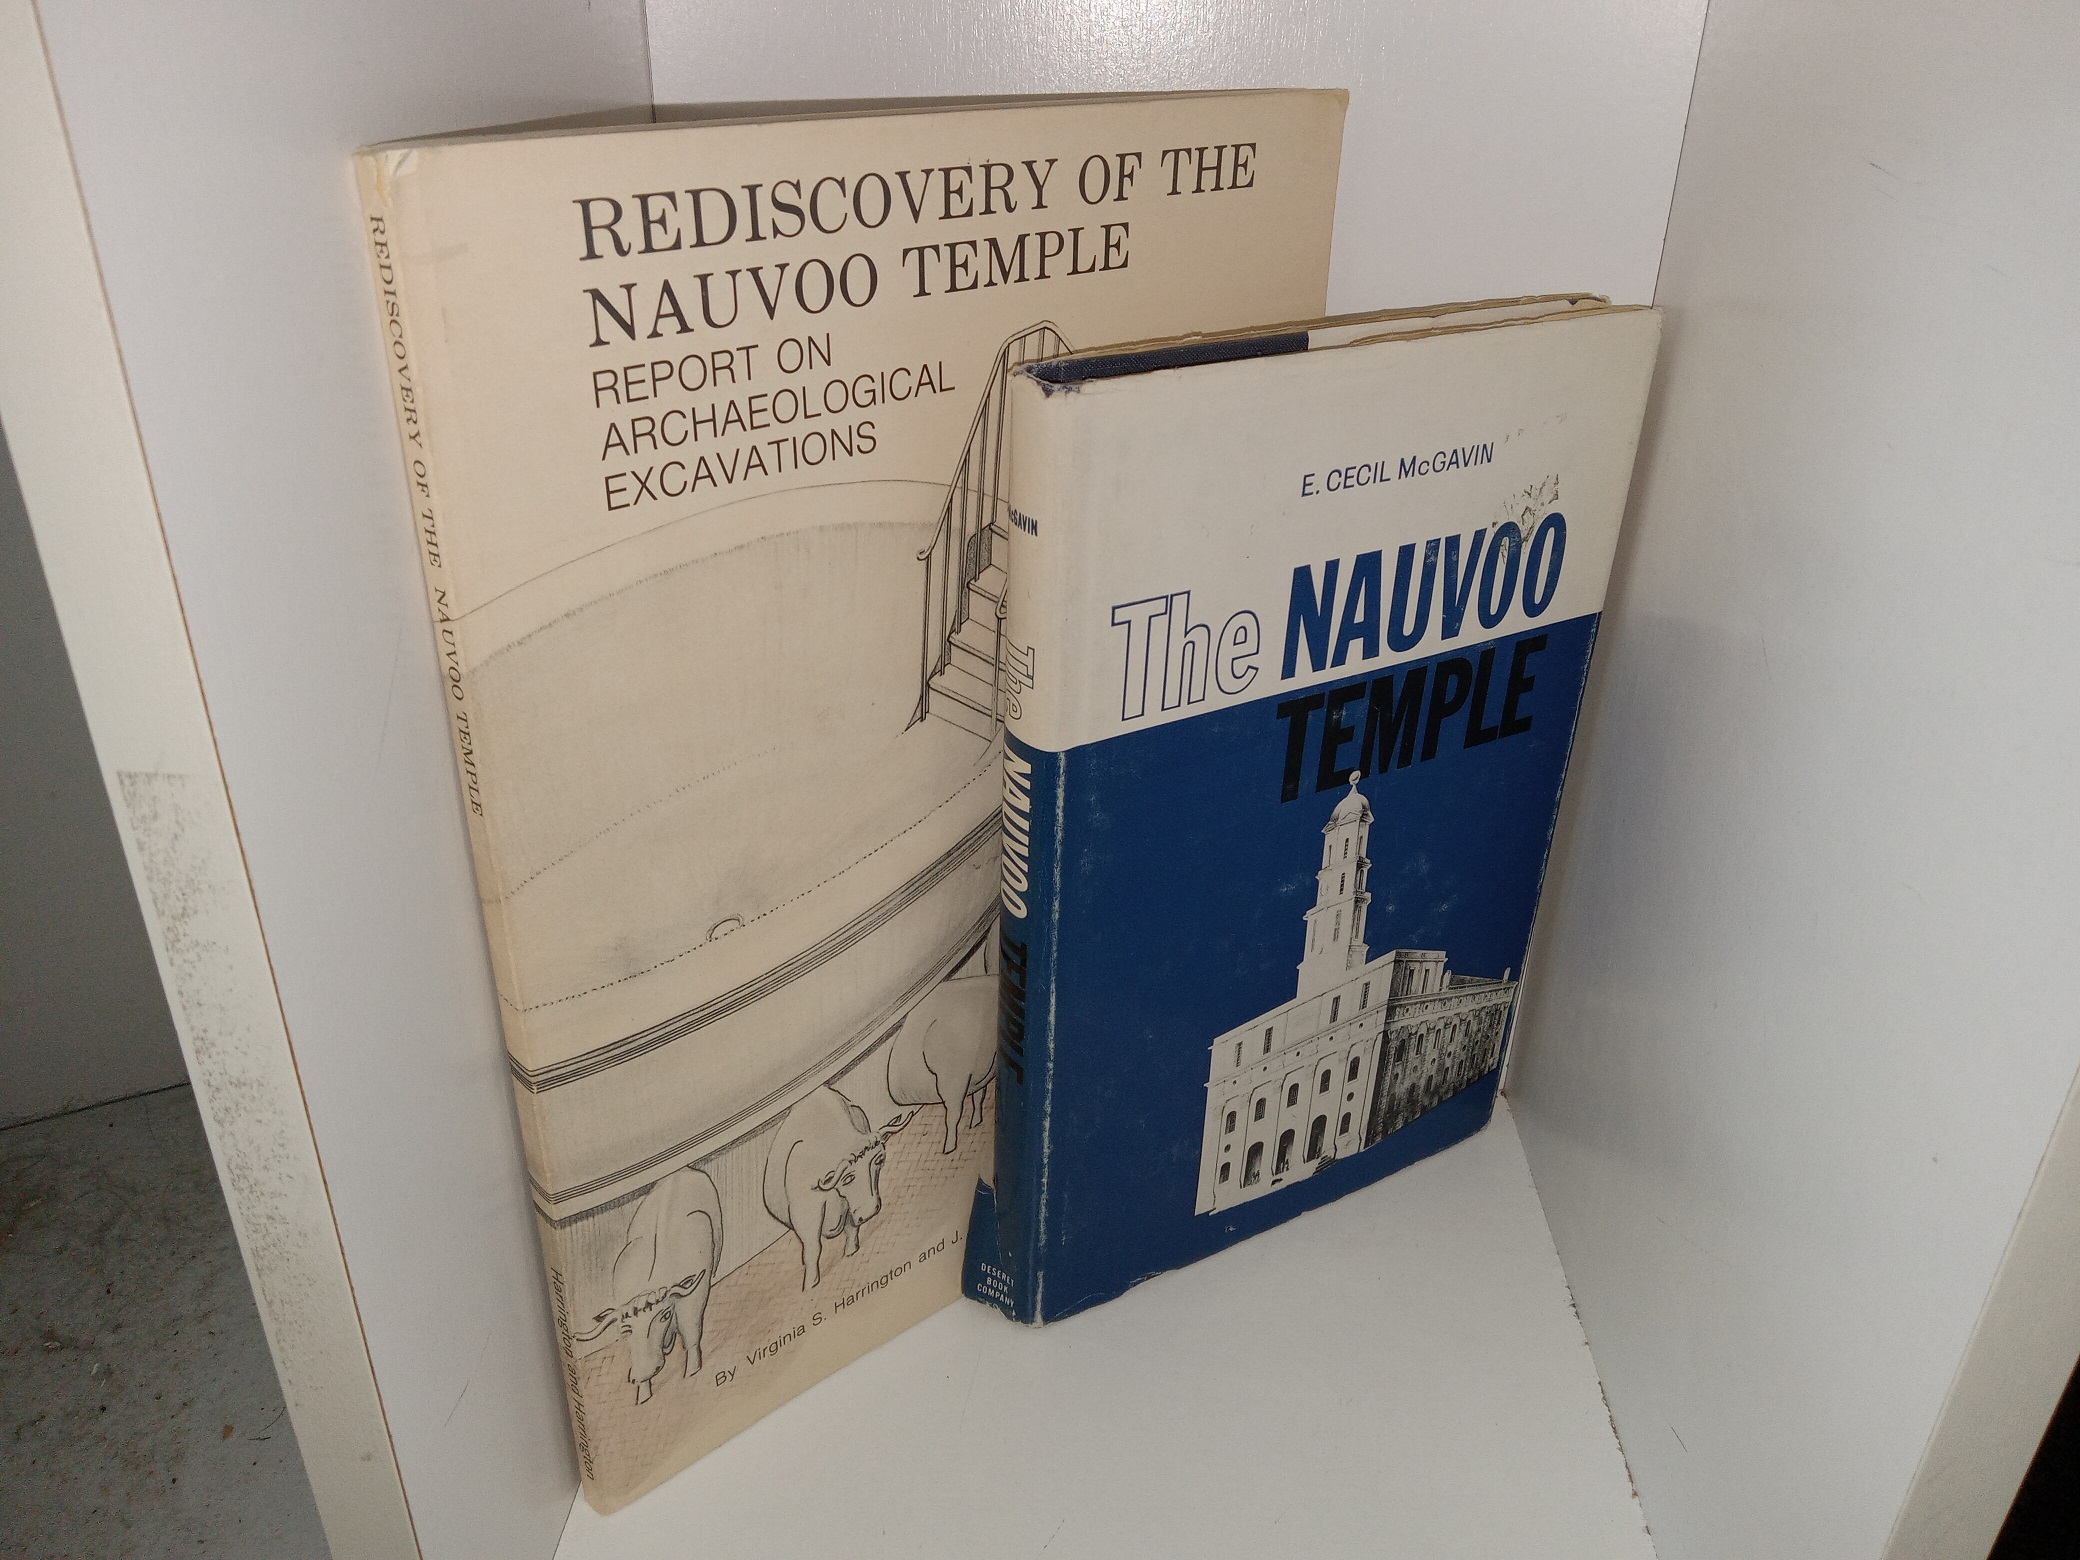 REDISCOVERY OF THE
NAUVOO TEMPLE
REPORT ON
ARCHAEOLOGICAL
EXCAVATIONS
By Virginia S. Harrington and J.
REDISCOVERY OF THE NAUVOO TEMPLE
Harrington and Harrington
E. CECIL McGAVIN
The NAUVOO
TEMPLE
McGAVIN
The NAUVOO TEMPLE
DESERET
BOOK
COMPANY